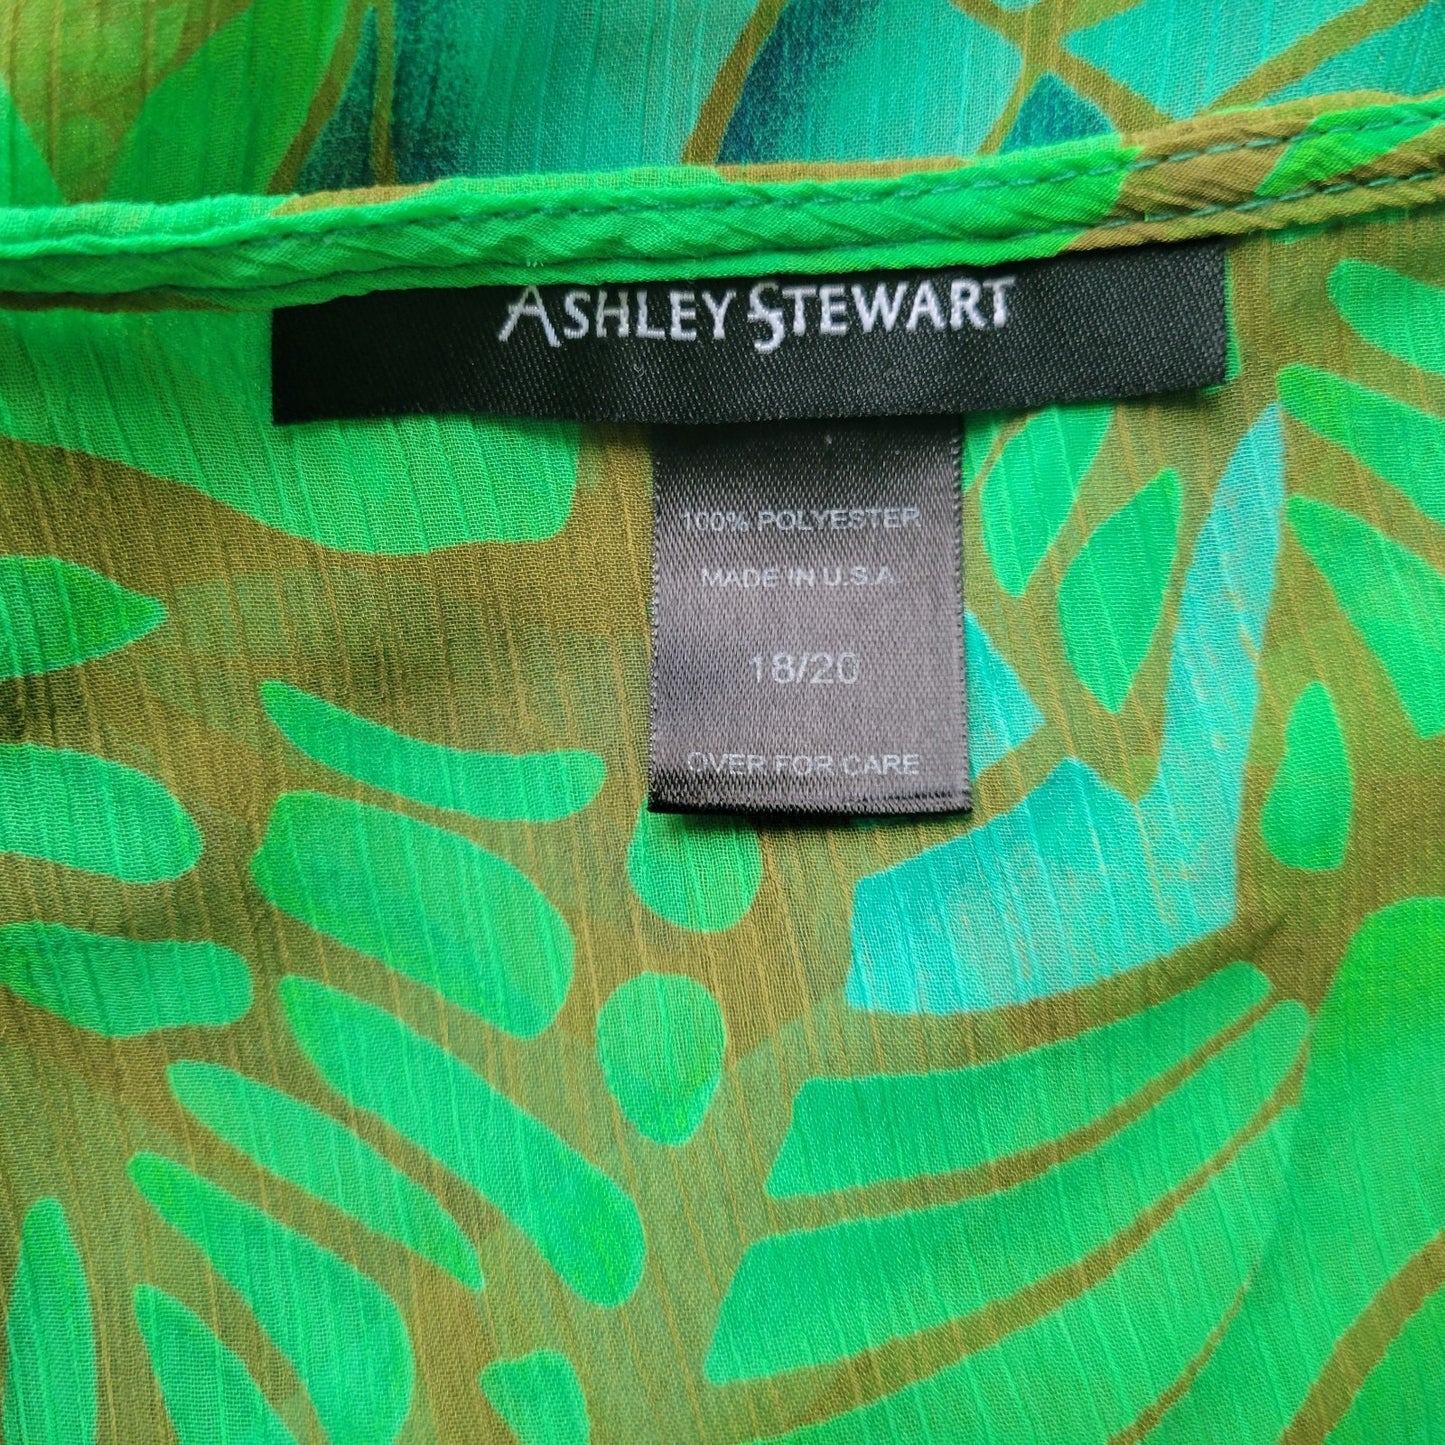 ASHLEY STEWART
100% POLYESTER
MADE IN U.S.A
18/20
OVER FOR CARE